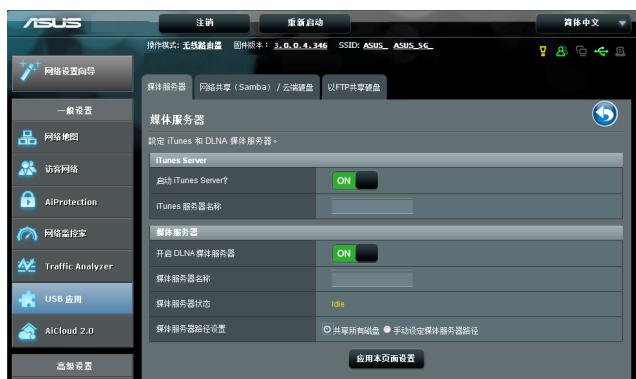 ASUS
注销
重新启动
简体中文
操作模式: 无线路由器 固件版本: 3.0.0.4.346 SSID: ASUS_ ASUS_5G_
网络设置向导
媒体服务器
网络共享 (Samba) / 云端硬盘
以FTP共享硬盘
一般设置
网络地图
访客网络
AiProtection
网络监控家
Traffic Analyzer
USB 应用
AiCloud 2.0
高级设置
媒体服务器
設定 iTunes 和 DLNA 媒体服务器。
iTunes Server
启动 iTunes Server?
ON
iTunes 服务器名称
媒体服务器
开启 DLNA 媒体服务器
ON
媒体服务器名称
媒体服务器状态
Idle
媒体服务器路径设置
共享所有磁盘 手动设定媒体服务器路径
应用本页面设置